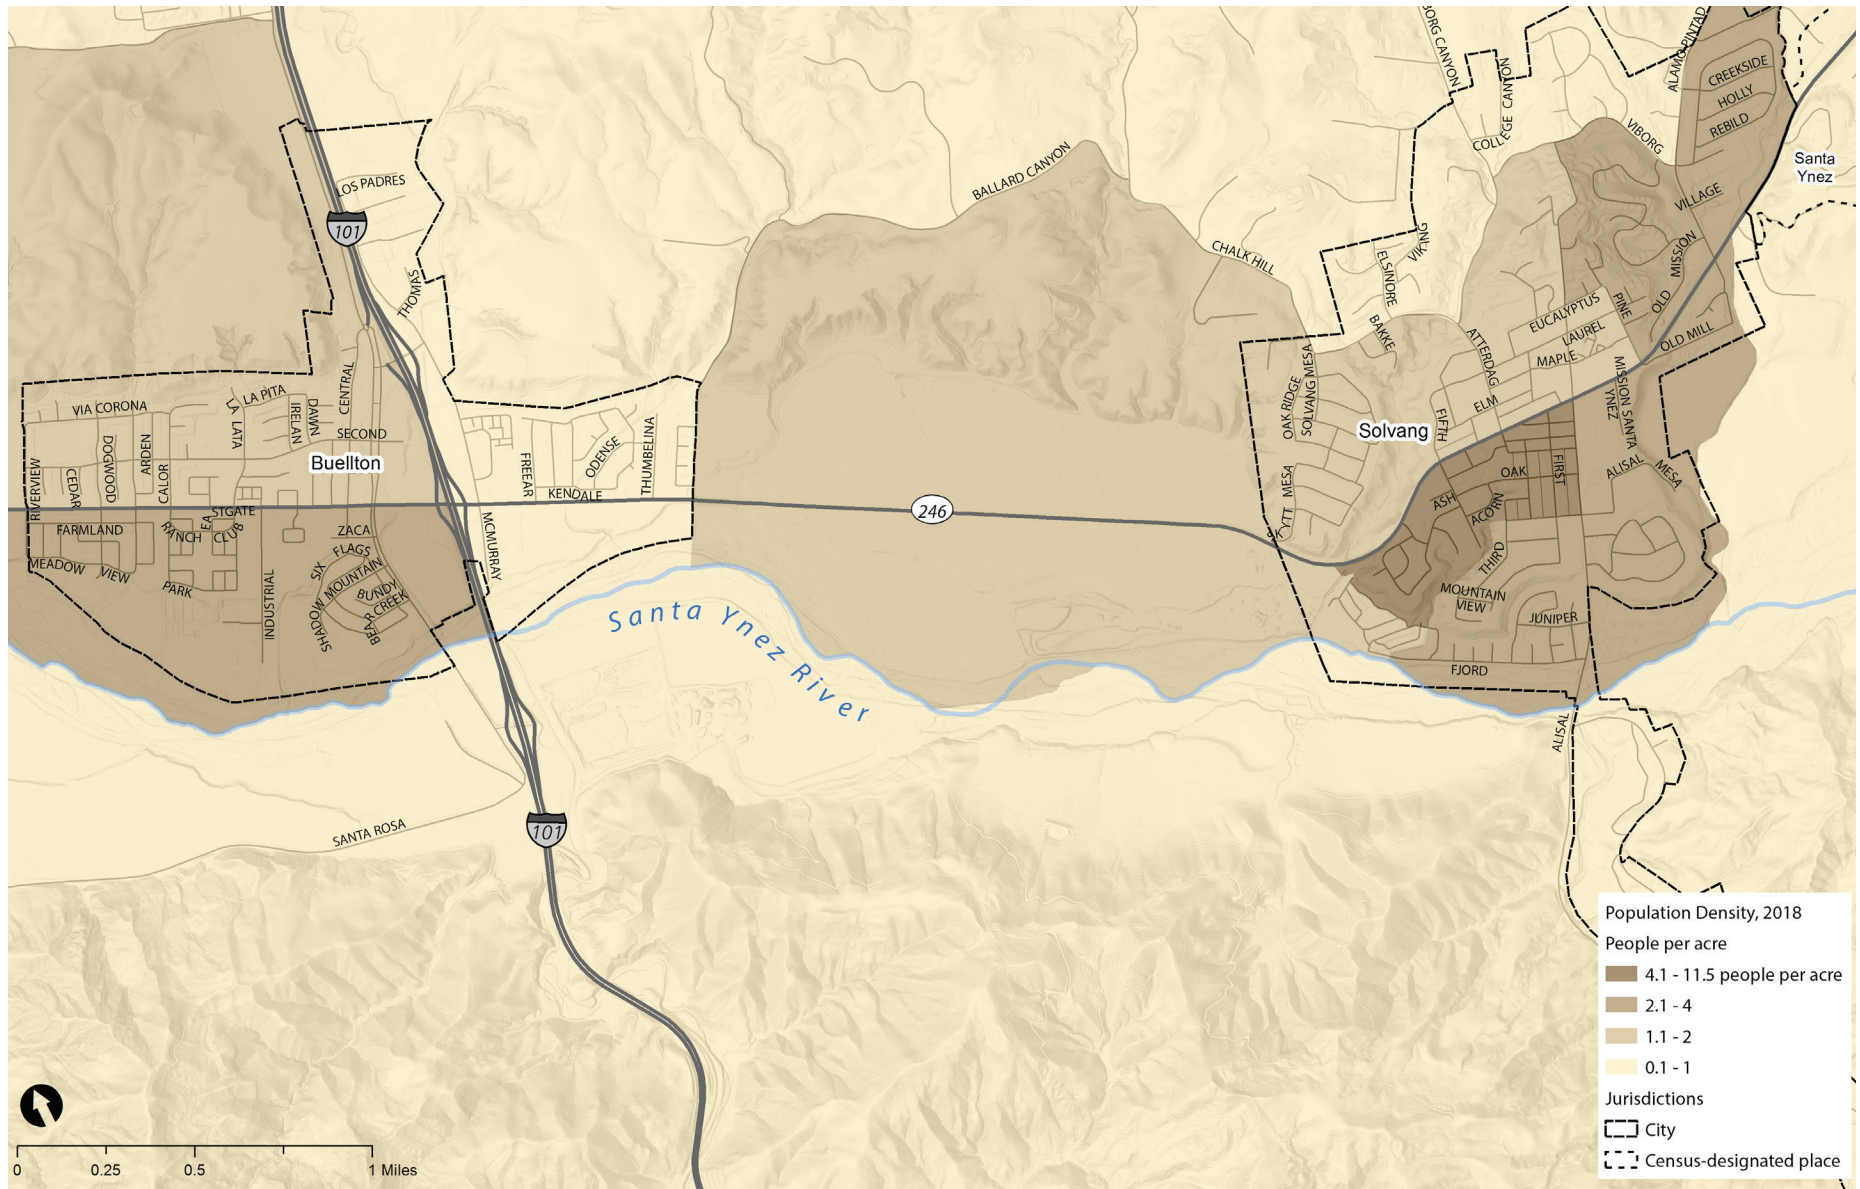 BORG CANYON
COLLEGE CANYON
ALAMO PINTAD
CREEKSIDE
HOLLY
REBILD
VIBORG
Santa
Ynez
VILLAGE
LOS PADRES
101
BALLARD CANYON
CHALK HILL
VIKING
ELSINORE
BAKKE
MISSION
OLD
THOMAS
EUCALYPTUS
PINE
LAUREL
MAPLE
OLD MILL
ATTERDAG
ELM
FIFTH
MISSION SANTA
YNEZ
OAK RIDGE
SOLVANG MESA
Solvang
VIA CORONA
LA PITA
LA LATA
IRELAN
DAWN
CENTRAL
SECOND
Buellton
RIVERVIEW
CEDAR
DOGWOOD
ARDEN
CALOR
FREEAR
ODENSE
THUMBELINA
KENDALE
246
SKYTT MESA
OAK
FIRST
ASH
ACORN
ALISAL
MESA
FARMLAND
RANCH CLUB
EASTGATE
ZACA
MEADOW VIEW
PARK
INDUSTRIAL
SIX FLAGS
SHADOW MOUNTAIN
BUNDY
BEAR CREEK
MCMURRAY
THIRD
MOUNTAIN
VIEW
JUNIPER
FJORD
Santa Ynez River
ALISAL
SANTA ROSA
101
Population Density, 2018
People per acre
4.1 - 11.5 people per acre
2.1 - 4
1.1 - 2
0.1 - 1
Jurisdictions
City
Census-designated place
0 0.25 0.5 1 Miles